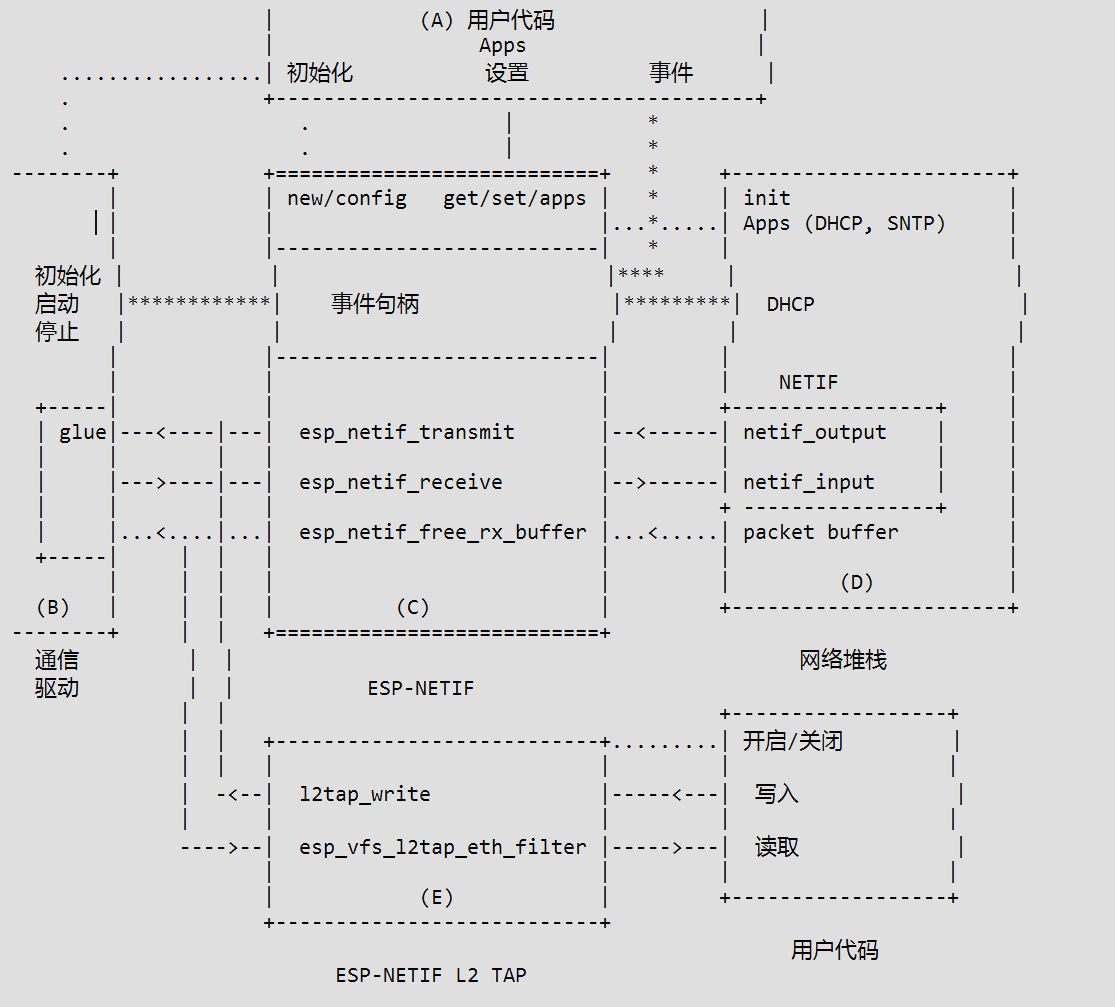 (A) 用户代码
Apps
初始化 设置 事件
new/config get/set/apps init
Apps (DHCP, SNTP)
初始化
启动 事件句柄 DHCP
停止
NETIF
glue esp_netif_transmit netif_output
esp_netif_receive netif_input
esp_netif_free_rx_buffer packet buffer
(D)
(B) (C)
通信 网络堆栈
驱动 ESP-NETIF
开启/关闭
l2tap_write 写入
esp_vfs_l2tap_eth_filter 读取
(E)
用户代码
ESP-NETIF L2 TAP